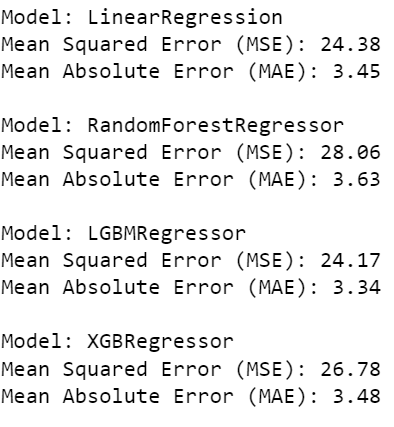 Model: LinearRegression
Mean Squared Error (MSE): 24.38
Mean Absolute Error (MAE): 3.45
Model: RandomForestRegressor
Mean Squared Error (MSE): 28.06
Mean Absolute Error (MAE): 3.63
Model: LGBMRegressor
Mean Squared Error (MSE): 24.17
Mean Absolute Error (MAE): 3.34
Model: XGBRegressor
Mean Squared Error (MSE): 26.78
Mean Absolute Error (MAE): 3.48